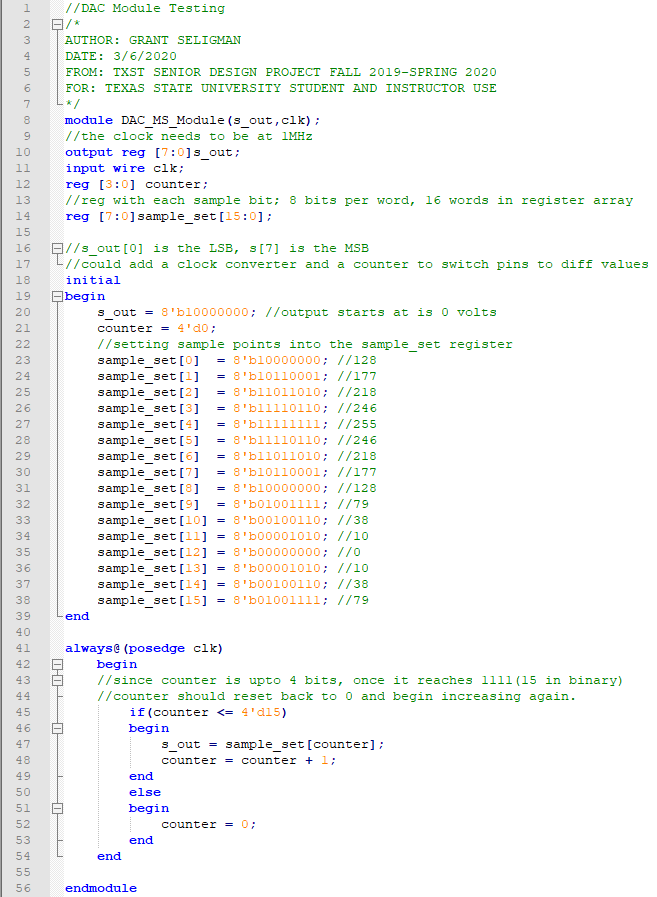 1 //DAC Module Testing
2 /*
3 AUTHOR: GRANT SELIGMAN
4 DATE: 3/6/2020
5 FROM: TXST SENIOR DESIGN PROJECT FALL 2019-SPRING 2020
6 FOR: TEXAS STATE UNIVERSITY STUDENT AND INSTRUCTOR USE
7 */
8 module DAC_MS_Module(s_out,clk);
9 //the clock needs to be at 1MHz
10 output reg [7:0]s_out;
11 input wire clk;
12 reg [3:0] counter;
13 //reg with each sample bit; 8 bits per word, 16 words in register array
14 reg [7:0]sample_set[15:0];
15
16 //s_out[0] is the LSB, s[7] is the MSB
17 //could add a clock converter and a counter to switch pins to diff values
18 initial
19 begin
20     s_out = 8'b10000000; //output starts at is 0 volts
21     counter = 4'd0;
22     //setting sample points into the sample_set register
23     sample_set[0]  = 8'b10000000; //128
24     sample_set[1]  = 8'b10110001; //177
25     sample_set[2]  = 8'b11011010; //218
26     sample_set[3]  = 8'b11110110; //246
27     sample_set[4]  = 8'b11111111; //255
28     sample_set[5]  = 8'b11110110; //246
29     sample_set[6]  = 8'b11011010; //218
30     sample_set[7]  = 8'b10110001; //177
31     sample_set[8]  = 8'b10000000; //128
32     sample_set[9]  = 8'b01001111; //79
33     sample_set[10] = 8'b00100110; //38
34     sample_set[11] = 8'b00001010; //10
35     sample_set[12] = 8'b00000000; //0
36     sample_set[13] = 8'b00001010; //10
37     sample_set[14] = 8'b00100110; //38
38     sample_set[15] = 8'b01001111; //79
39 end
40
41 always@(posedge clk)
42     begin
43     //since counter is upto 4 bits, once it reaches 1111(15 in binary)
44     //counter should reset back to 0 and begin increasing again.
45         if(counter <= 4'd15)
46         begin
47             s_out = sample_set[counter];
48             counter = counter + 1;
49         end
50         else
51         begin
52             counter = 0;
53         end
54     end
55
56 endmodule